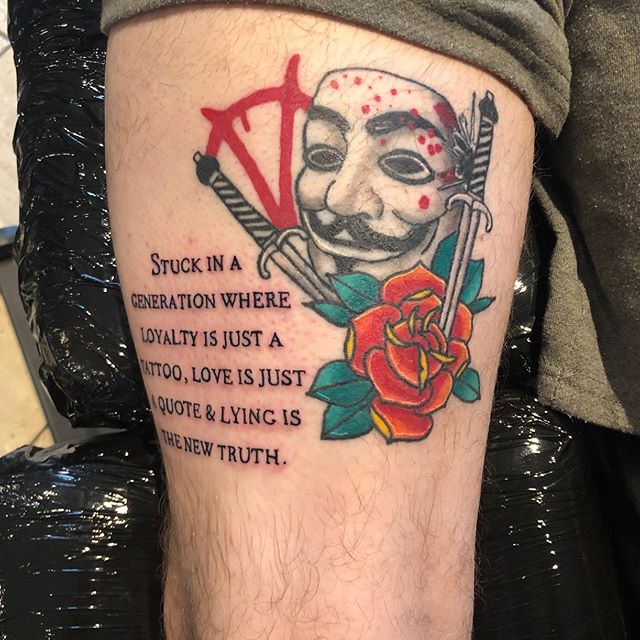 STUCK IN A
GENERATION WHERE
LOYALTY IS JUST A
TATTOO, LOVE IS JUST
A QUOTE & LYING IS
THE NEW TRUTH.